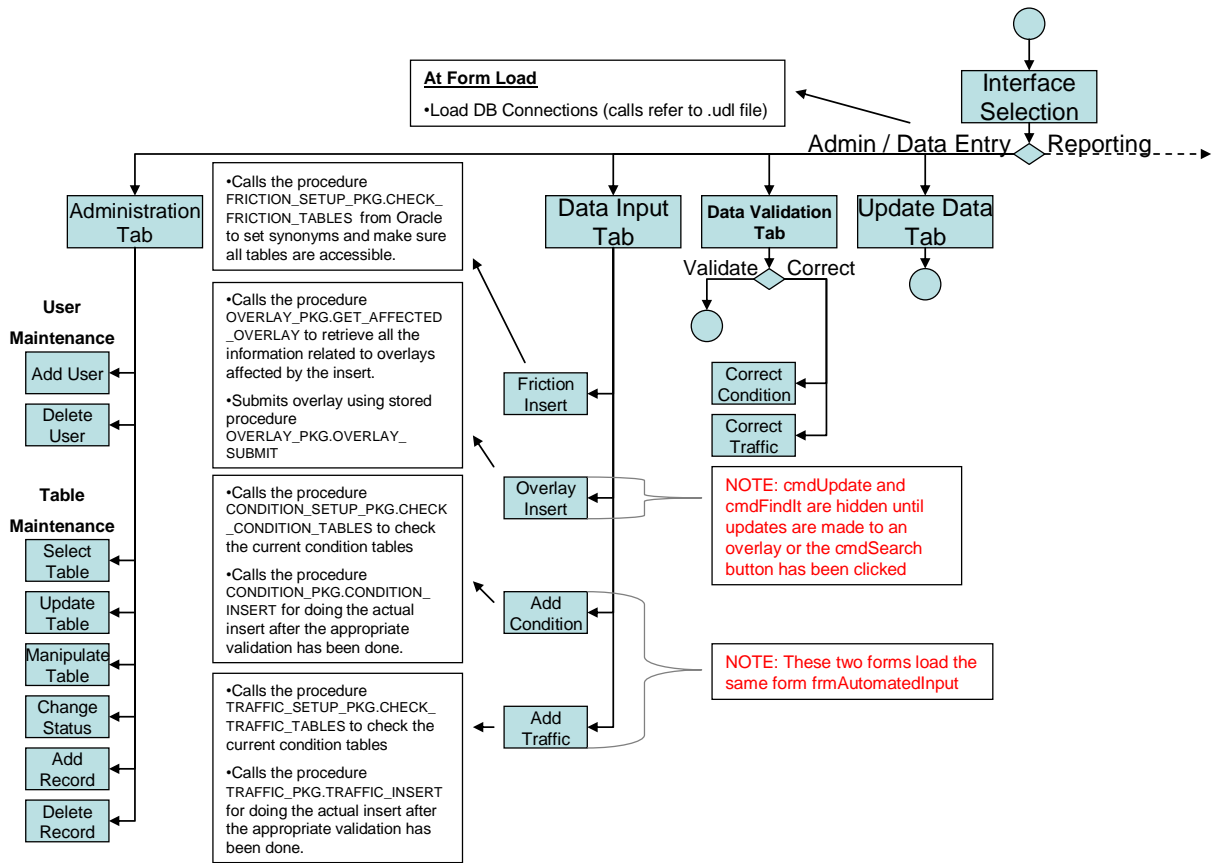 At Form Load
•Load DB Connections (calls refer to .udl file)
Interface
Selection
Admin / Data Entry
Reporting
Administration
Tab
User
Maintenance
Add User
Delete
User
Table
Maintenance
Select
Table
Update
Table
Manipulate
Table
Change
Status
Add
Record
Delete
Record
•Calls the procedure
FRICTION_SETUP_PKG.CHECK_
FRICTION_TABLES from Oracle
to set synonyms and make sure
all tables are accessible.
•Calls the procedure
OVERLAY_PKG.GET_AFFECTED
_OVERLAY to retrieve all the
information related to overlays
affected by the insert.
•Submits overlay using stored
procedure
OVERLAY_PKG.OVERLAY_
SUBMIT
•Calls the procedure
CONDITION_SETUP_PKG.CHECK
_CONDITION_TABLES to check
the current condition tables
•Calls the procedure
CONDITION_PKG.CONDITION_
INSERT for doing the actual
insert after the appropriate
validation has been done.
•Calls the procedure
TRAFFIC_SETUP_PKG.CHECK_
TRAFFIC_TABLES to check the
current condition tables
•Calls the procedure
TRAFFIC_PKG.TRAFFIC_INSERT
for doing the actual insert after
the appropriate validation has
been done.
Data Input
Tab
Friction
Insert
Overlay
Insert
Add
Condition
Add
Traffic
Data Validation
Tab
Validate
Correct
Correct
Condition
Correct
Traffic
Update Data
Tab
NOTE: cmdUpdate and
cmdFindIt are hidden until
updates are made to an
overlay or the cmdSearch
button has been clicked
NOTE: These two forms load the
same form frmAutomatedInput